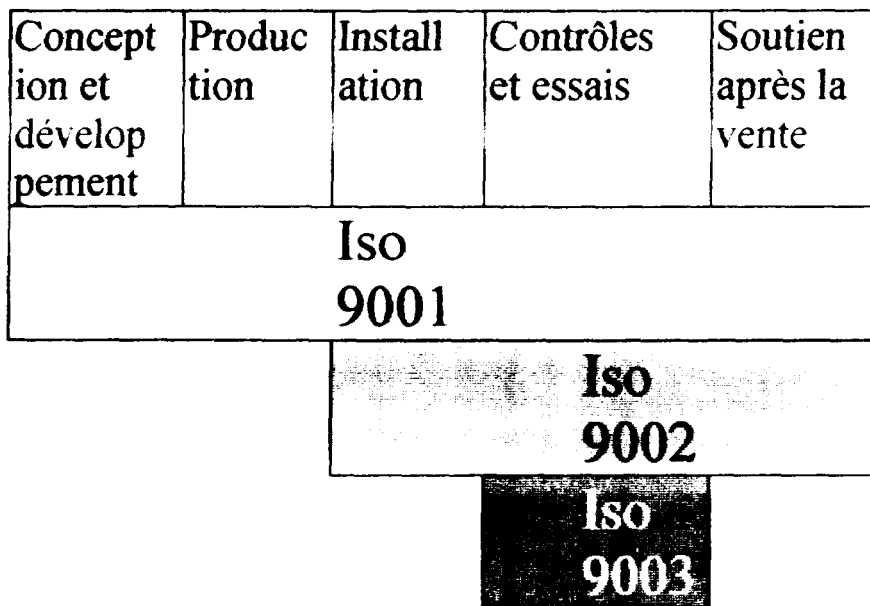 Concept
ion et
dévelop
pement
Produc
tion
Install
ation
Contrôles
et essais
Soutien
après la
vente
Iso
9001
Iso
9002
Iso
9003